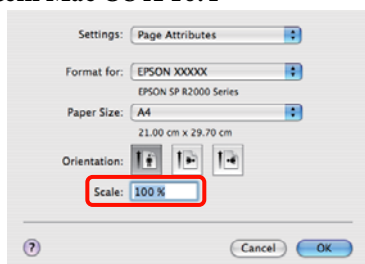 Settings: Page Attributes
Format for: EPSON XXXXX
EPSON SP R2000 Series
Paper Size: A4
21.00 cm x 29.70 cm
Orientation:
Scale: 100 %
? Cancel OK